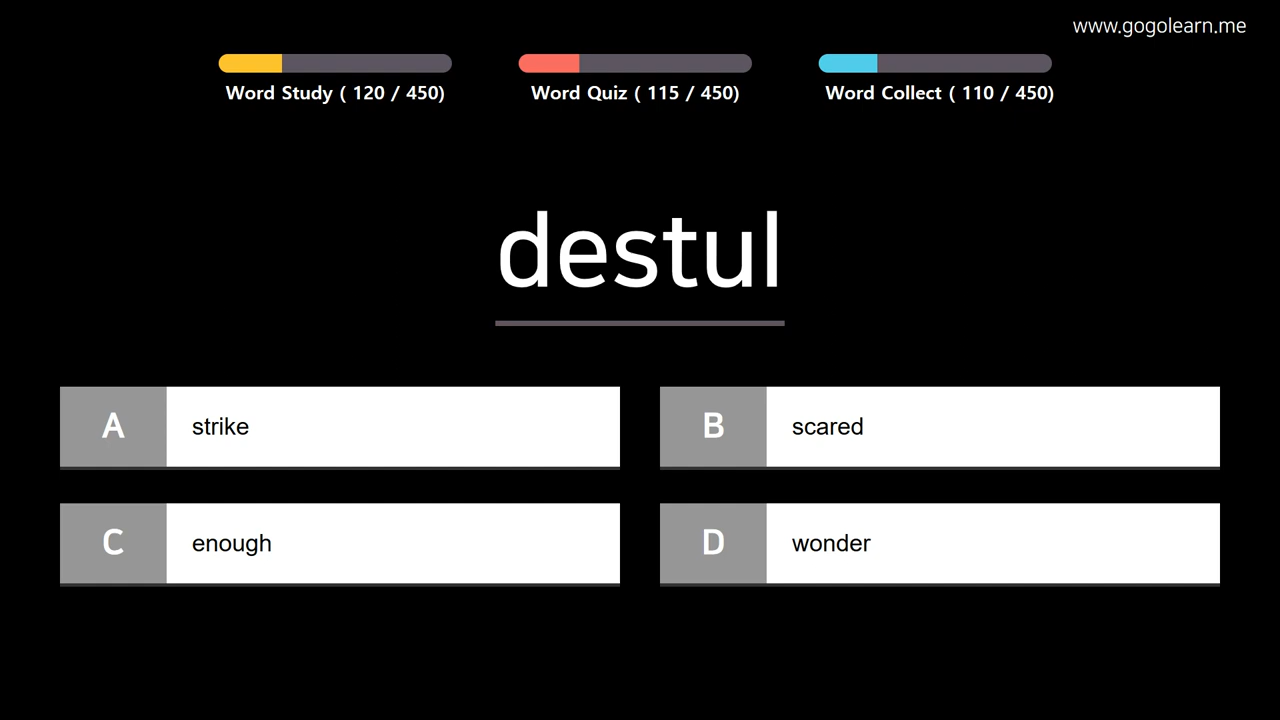 www.gogolearn.me
Word Study ( 120 / 450)
Word Quiz ( 115 / 450)
Word Collect ( 110 / 450)
destul
A strike
B scared
C enough
D wonder